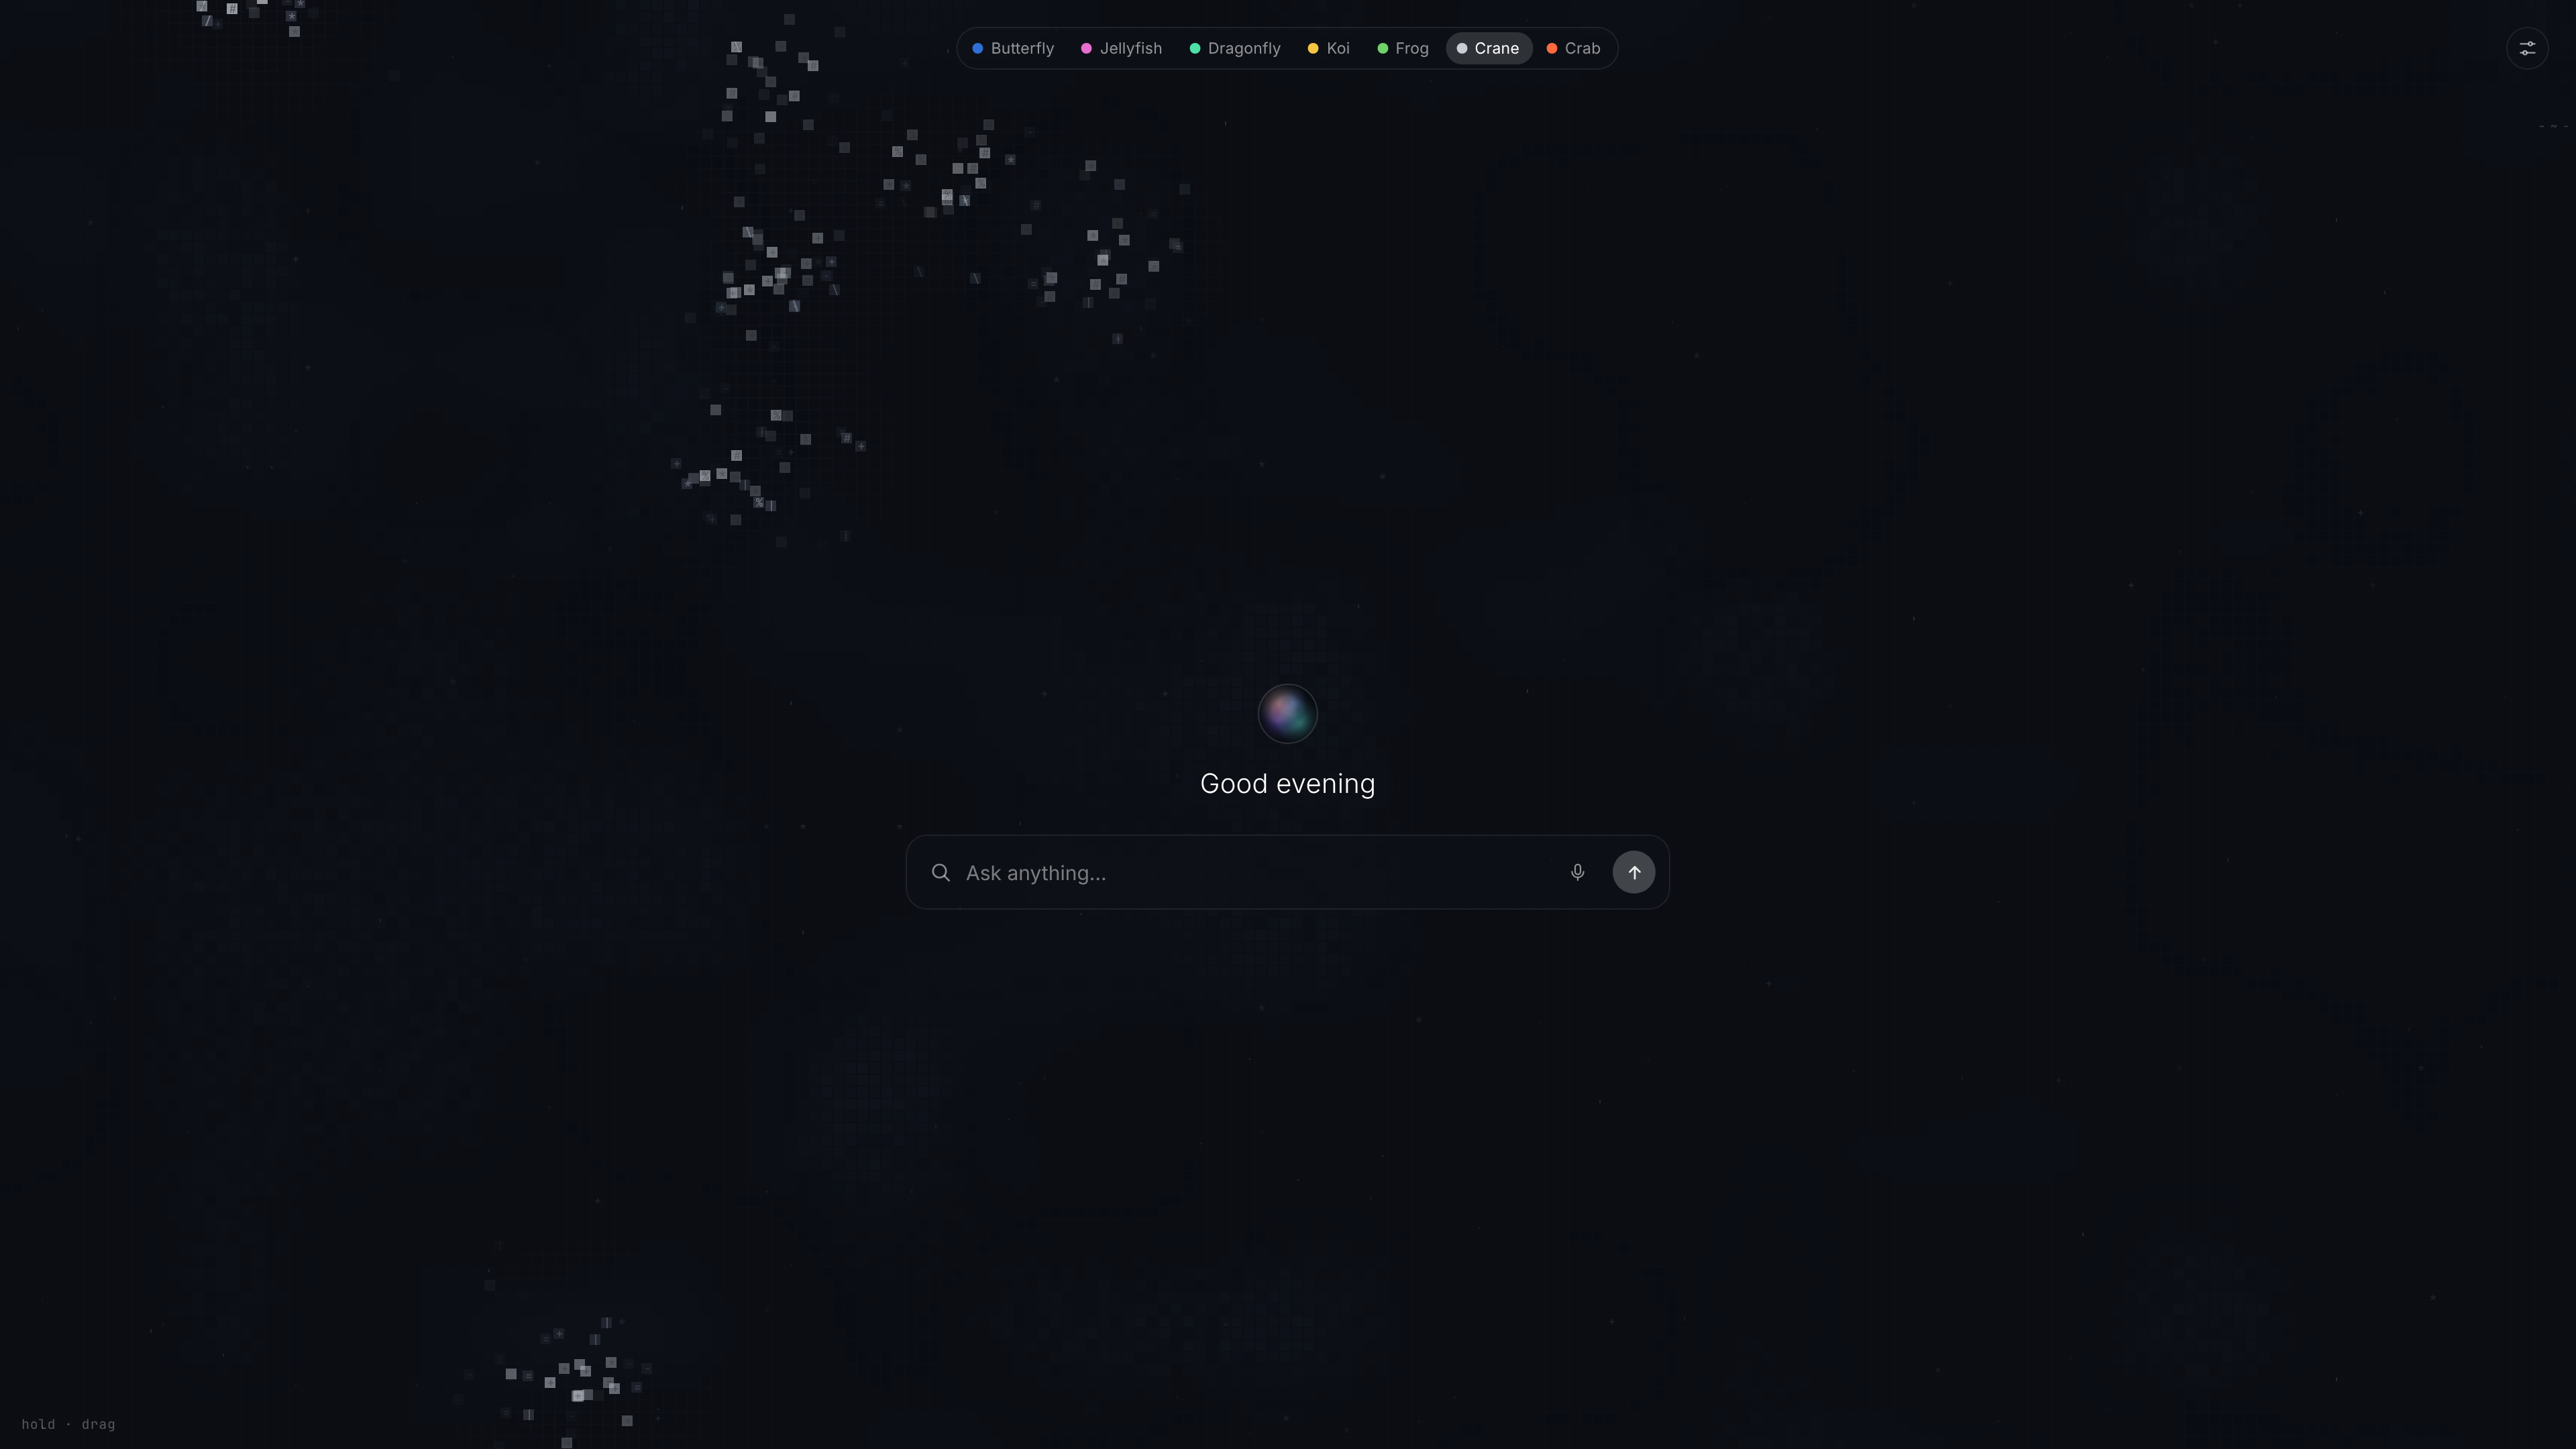 Butterfly Jellyfish Dragonfly Koi Frog Crane Crab
Good evening
Ask anything...
hold · drag